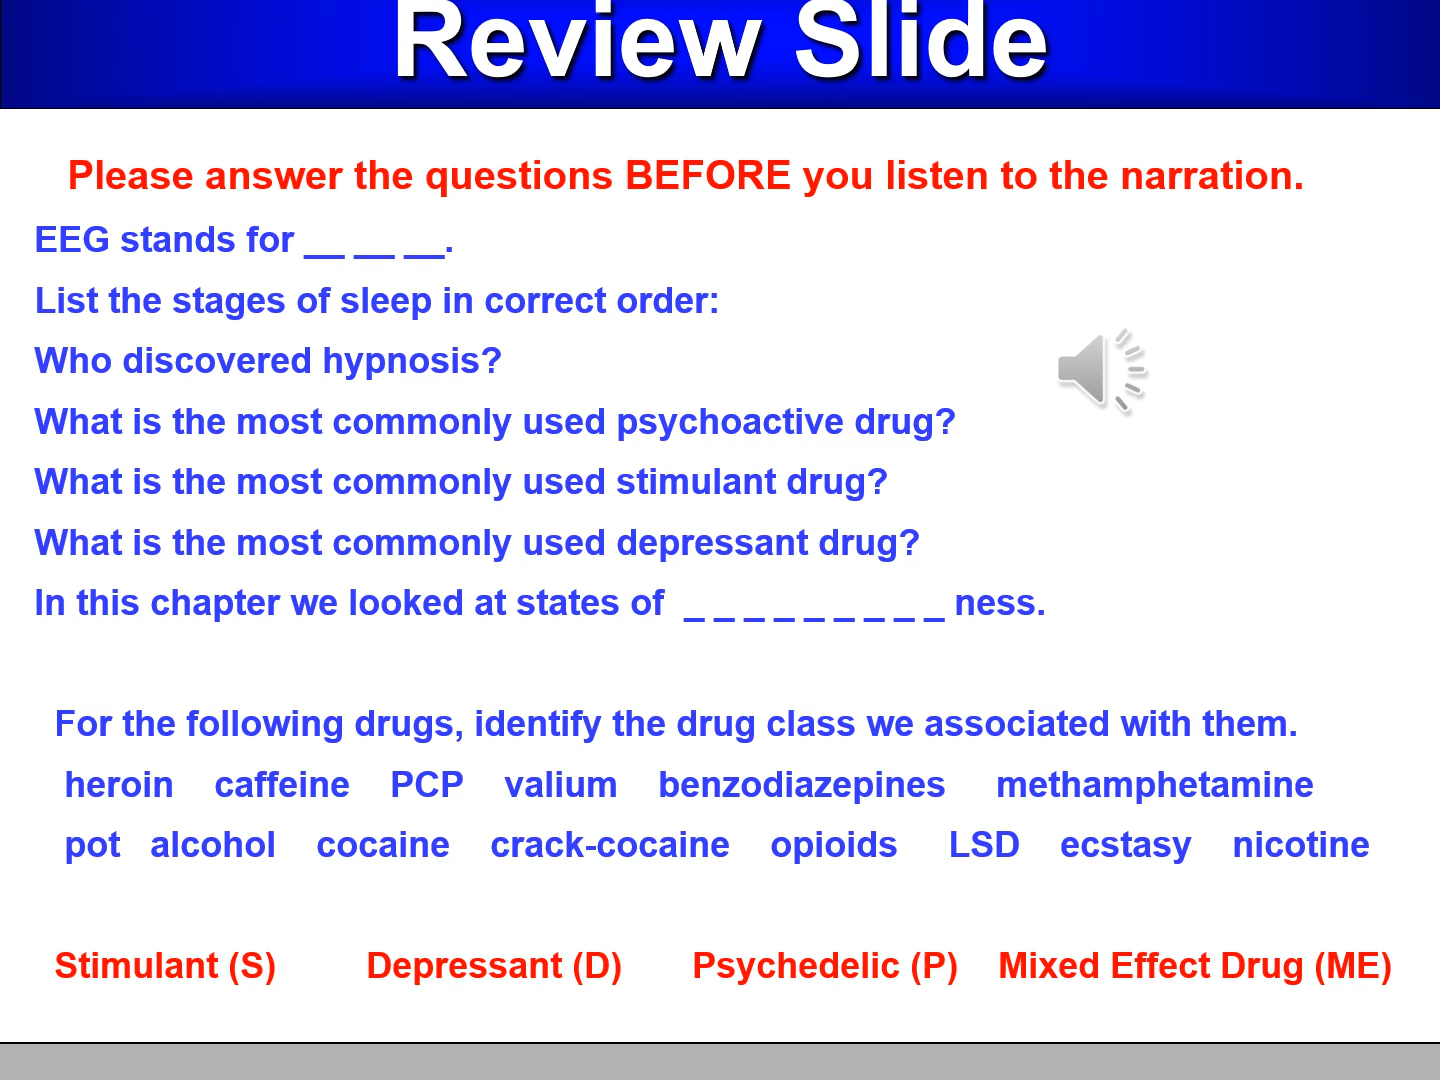 Review Slide
Please answer the questions BEFORE you listen to the narration.
EEG stands for __ __ __.
List the stages of sleep in correct order:
Who discovered hypnosis?
What is the most commonly used psychoactive drug?
What is the most commonly used stimulant drug?
What is the most commonly used depressant drug?
In this chapter we looked at states of _ _ _ _ _ _ _ _ _ ness.
For the following drugs, identify the drug class we associated with them.
heroin caffeine PCP valium benzodiazepines methamphetamine
pot alcohol cocaine crack-cocaine opioids LSD ecstasy nicotine
Stimulant (S) Depressant (D) Psychedelic (P) Mixed Effect Drug (ME)